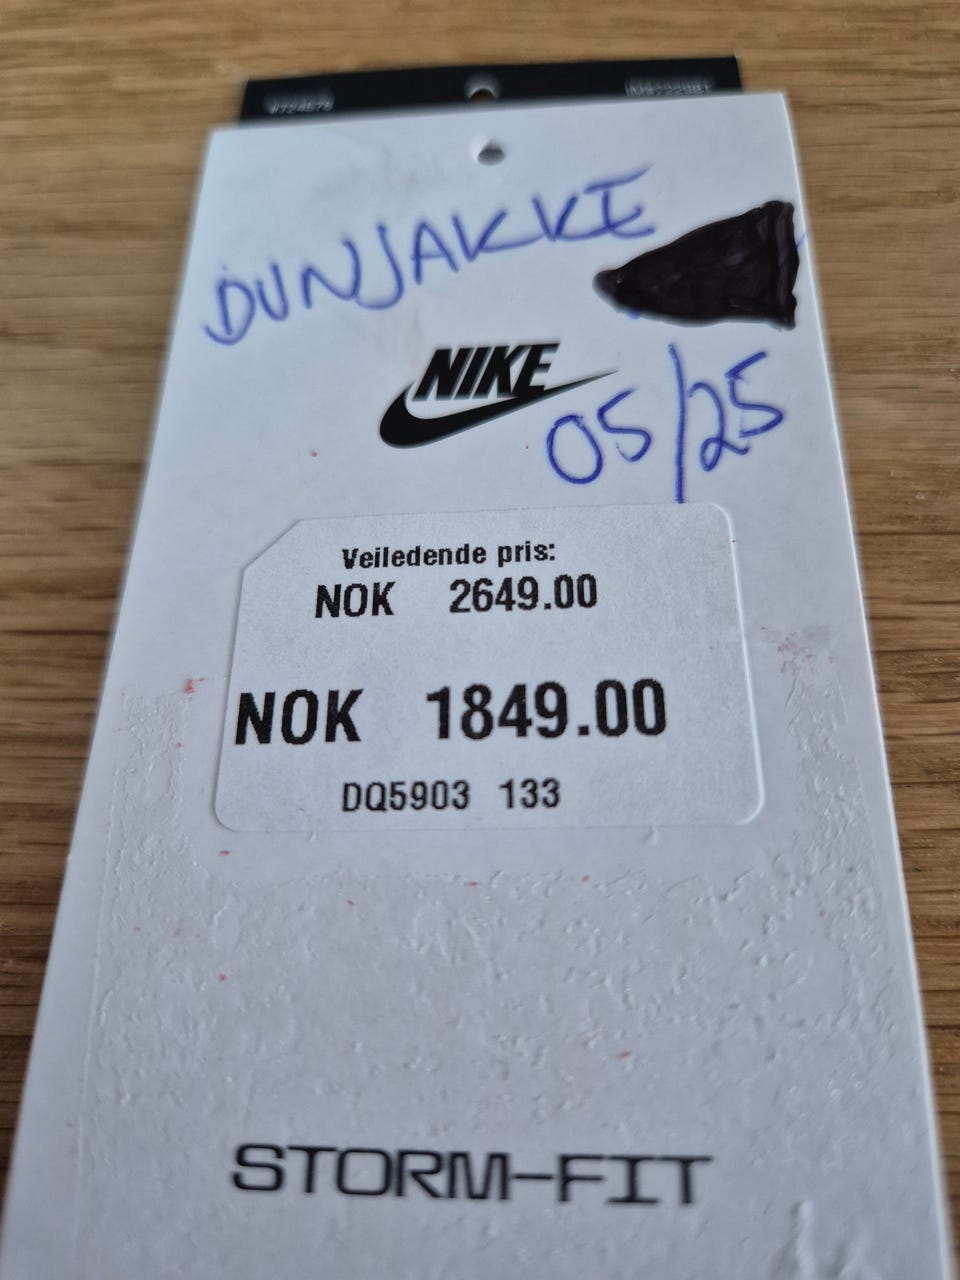 DUNJAKKE
NIKE
05/25
Veiledende pris:
NOK 2649.00
NOK 1849.00
DQ5903 133
STORM-FIT